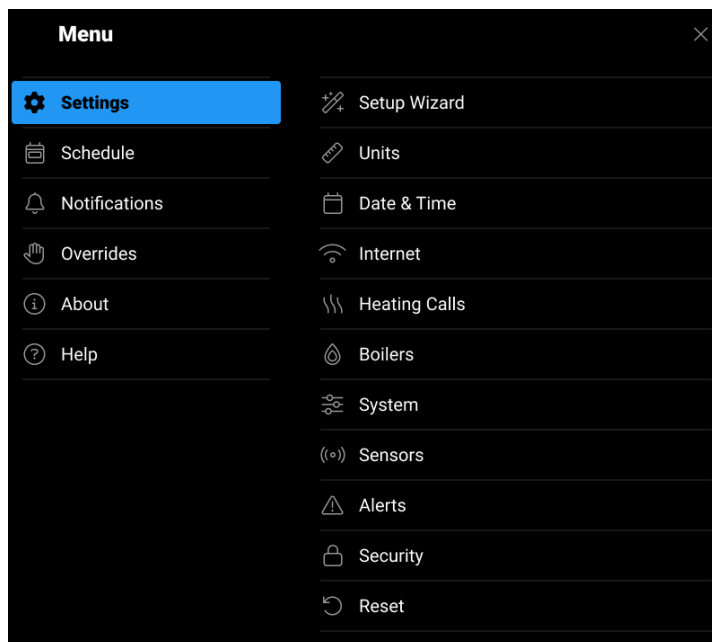 Menu
Settings
Schedule
Notifications
Overrides
About
Help
Setup Wizard
Units
Date & Time
Internet
Heating Calls
Boilers
System
Sensors
Alerts
Security
Reset